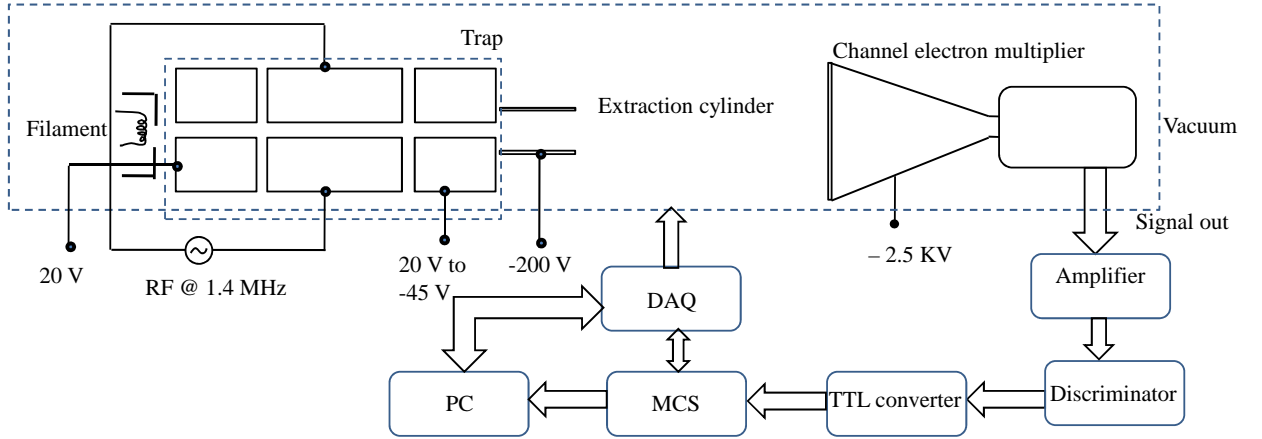 Trap
Channel electron multiplier
Filament
Extraction cylinder
Vacuum
Signal out
20 V
RF @ 1.4 MHz
20 V to
-45 V
-200 V
– 2.5 KV
DAQ
Amplifier
PC
MCS
TTL converter
Discriminator